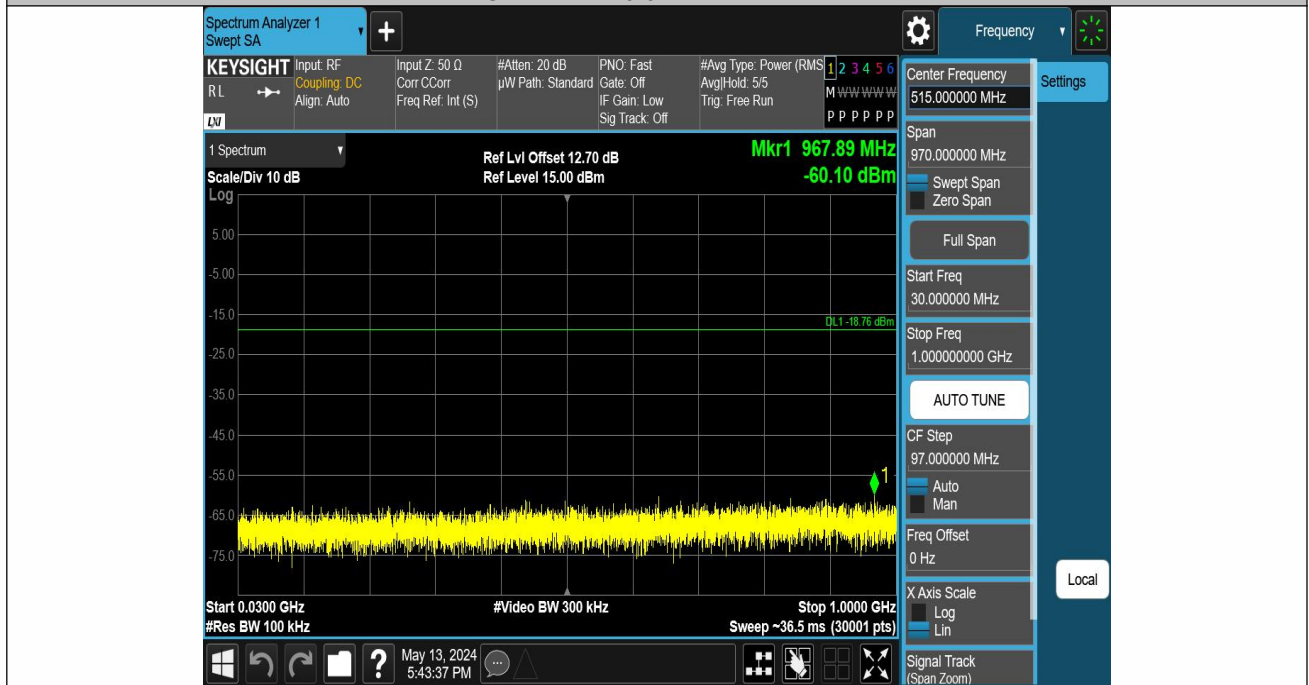 Spectrum Analyzer 1
Swept SA
+
Frequency
KEYSIGHT
RL
LXI
Input: RF
Coupling: DC
Align: Auto
Input Z: 50 Ω
Corr CCorr
Freq Ref: Int (S)
#Atten: 20 dB
µW Path: Standard
PNO: Fast
Gate: Off
IF Gain: Low
Sig Track: Off
#Avg Type: Power (RMS
Avg|Hold: 5/5
Trig: Free Run
1 2 3 4 5 6
M W W W W W
P P P P P P
1 Spectrum
Scale/Div 10 dB
Ref Lvl Offset 12.70 dB
Ref Level 15.00 dBm
Mkr1 967.89 MHz
-60.10 dBm
Log
5.00
-5.00
-15.0
DL1 -18.76 dBm
-25.0
-35.0
-45.0
-55.0
1
-65.0
-75.0
Start 0.0300 GHz
#Res BW 100 kHz
#Video BW 300 kHz
Stop 1.0000 GHz
Sweep ~36.5 ms (30001 pts)
Center Frequency
515.000000 MHz
Settings
Span
970.000000 MHz
Swept Span
Zero Span
Full Span
Start Freq
30.000000 MHz
Stop Freq
1.000000000 GHz
AUTO TUNE
CF Step
97.000000 MHz
Auto
Man
Freq Offset
0 Hz
X Axis Scale
Log
Lin
Signal Track
(Span Zoom)
Local
?
May 13, 2024
5:43:37 PM